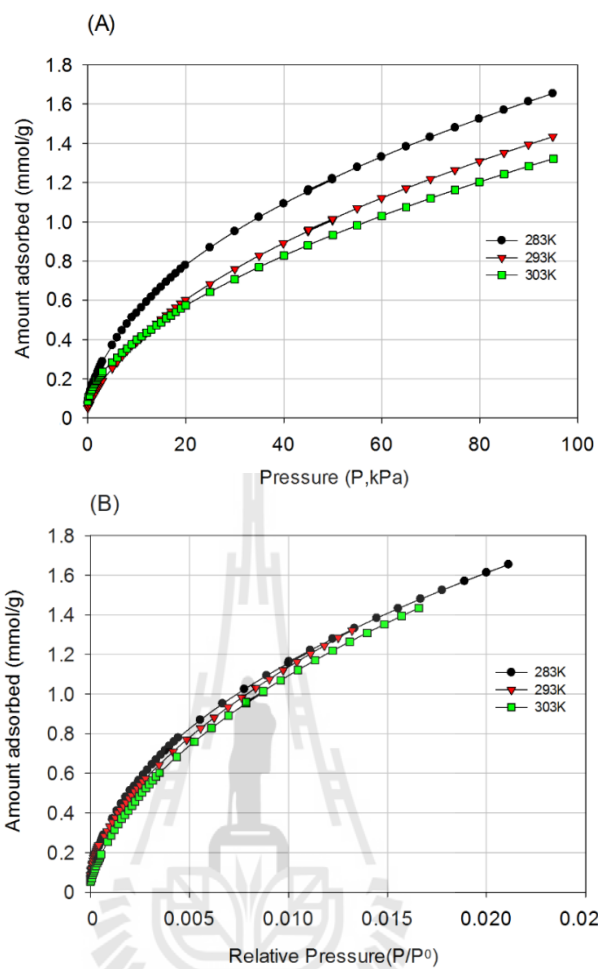 (A)
1.8
1.6
1.4
1.2
1.0
0.8
0.6
0.4
0.2
0
Amount adsorbed (mmol/g)
283K
293K
303K
0 20 40 60 80 100
Pressure (P,kPa)
(B)
1.8
1.6
1.4
1.2
1.0
0.8
0.6
0.4
0.2
0
Amount adsorbed (mmol/g)
283K
293K
303K
0 0.005 0.010 0.015 0.020 0.02
Relative Pressure(P/P⁰)